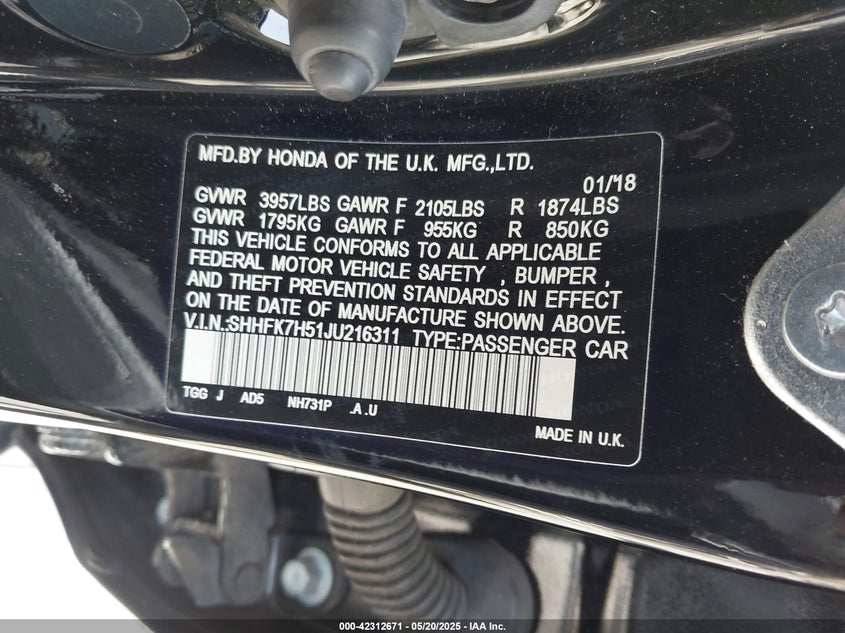 MFD.BY HONDA OF THE U.K. MFG.,LTD.
01/'18
GVWR 3957LBS GAWR F 2105LBS R 1874LBS
GVWR 1795KG GAWR F 955KG R 850KG
THIS VEHICLE CONFORMS TO ALL APPLICABLE
FEDERAL MOTOR VEHICLE SAFETY , BUMPER ,
AND THEFT PREVENTION STANDARDS IN EFFECT
ON THE DATE OF MANUFACTURE SHOWN ABOVE.
V.I.N.:SHHFK7H51JU216311 TYPE:PASSENGER CAR
TGG J AD5 NH731P .A .U
MADE IN U.K.
000-42312671 - 05/20/2025 - IAA Inc.